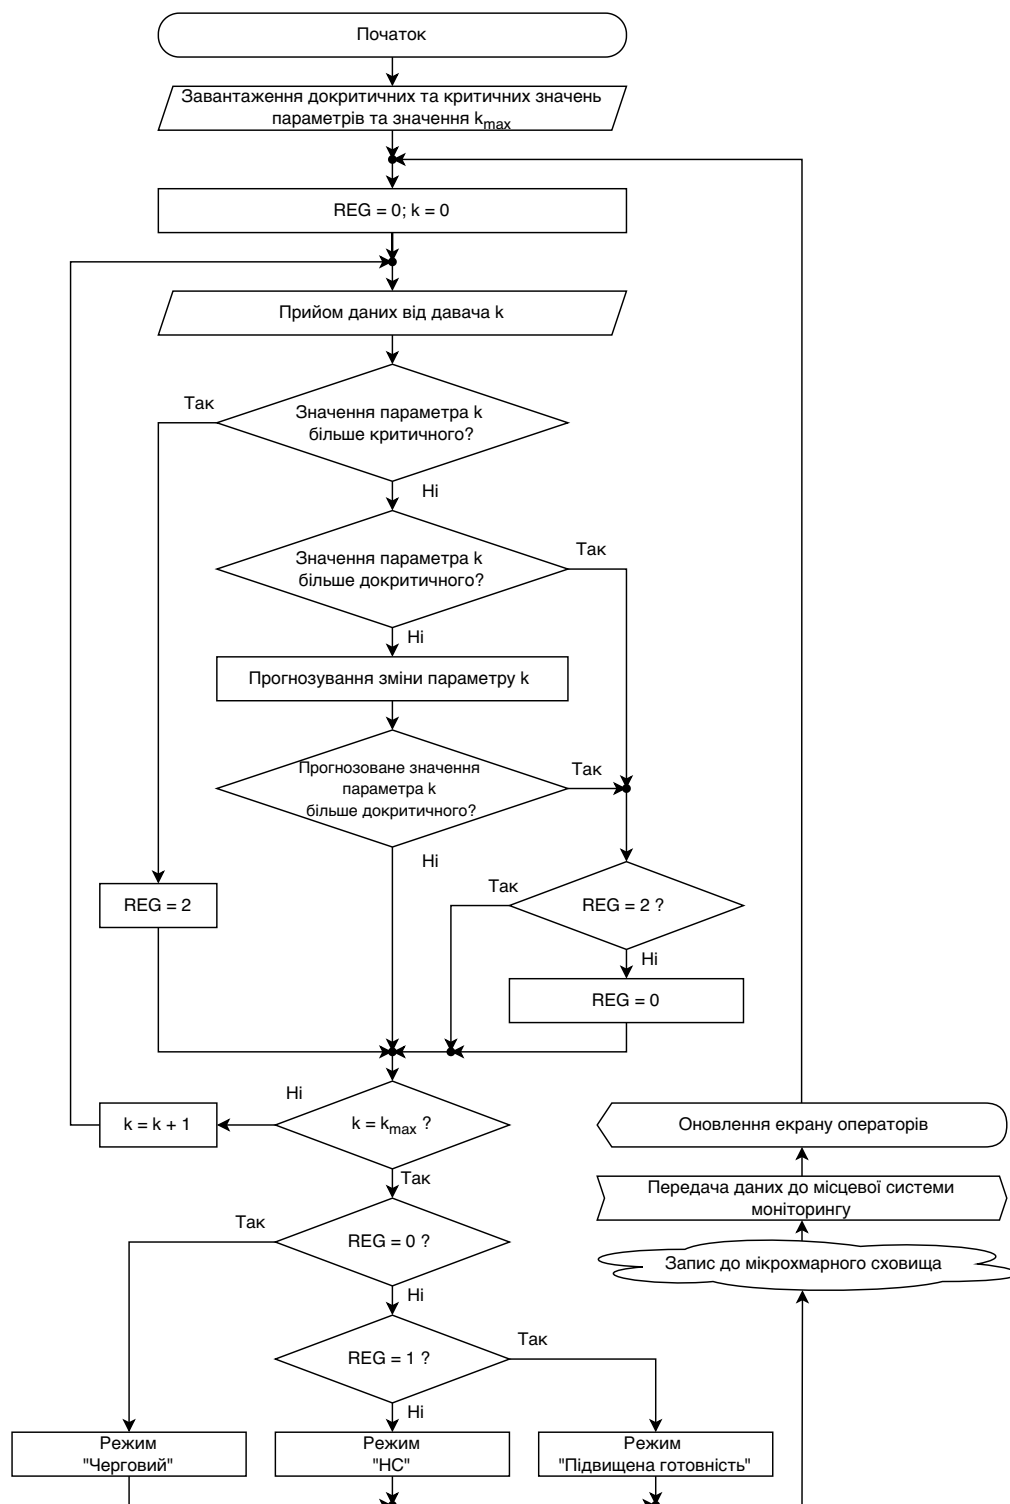 Початок
Завантаження докритичних та критичних значень
параметрів та значення kmax
REG = 0; k = 0
Прийом даних від давача k
Так
Значення параметра k
більше критичного?
Ні
Значення параметра k
більше докритичного?
Так
Ні
Прогнозування зміни параметру k
Прогнозоване значення
параметра k
більше докритичного?
Так
Ні
REG = 2
Так
REG = 2 ?
Ні
REG = 0
Ні
k = k + 1
k = kmax ?
Так
Оновлення екрану операторів
Передача даних до місцевої системи
моніторингу
Запис до мікрохмарного сховища
Так
REG = 0 ?
Ні
REG = 1 ?
Так
Ні
Режим
"Черговий"
Режим
"НС"
Режим
"Підвищена готовність"